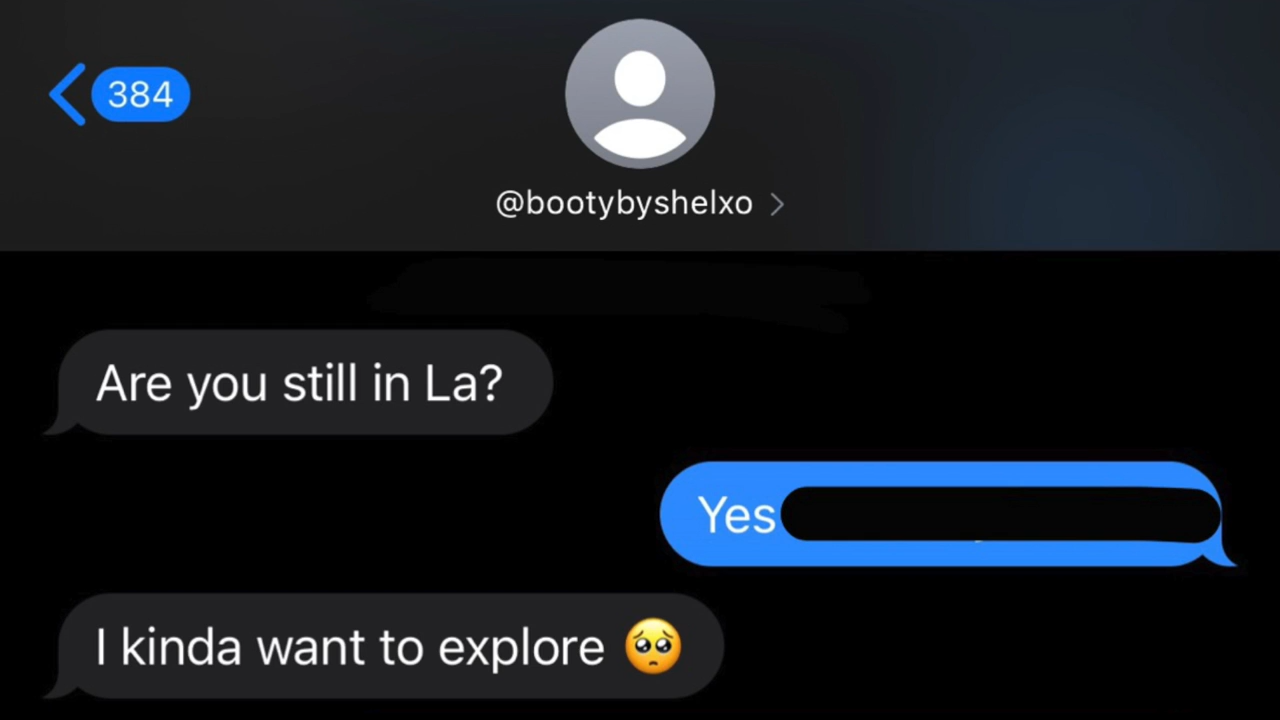 384
@bootybyshelxo
Are you still in La?
Yes
I kinda want to explore 🥺